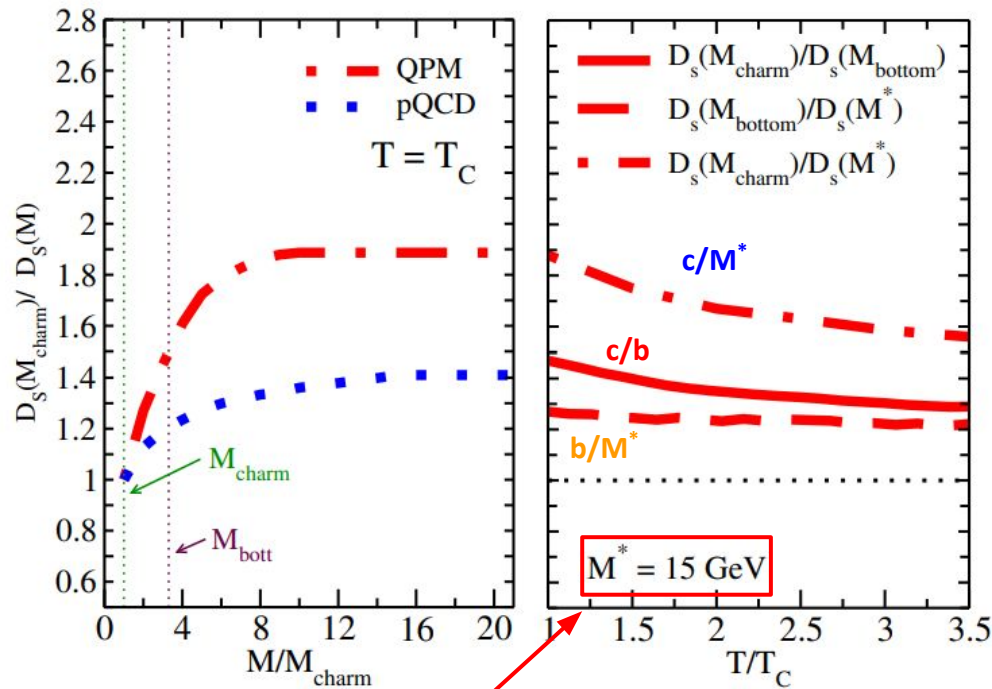 2.8
2.6
2.4
2.2
2
1.8
1.6
1.4
1.2
1
0.8
0.6
D_S(M_charm)/ D_S(M)
QPM
pQCD
T = T_C
M_charm
M_bott
0 4 8 12 16 20
M/M_charm
D_s(M_charm)/D_s(M_bottom)
D_s(M_bottom)/D_s(M^*)
D_s(M_charm)/D_s(M^*)
c/M^*
c/b
b/M^*
M^* = 15 GeV
1 1.5 2 2.5 3 3.5
T/T_C